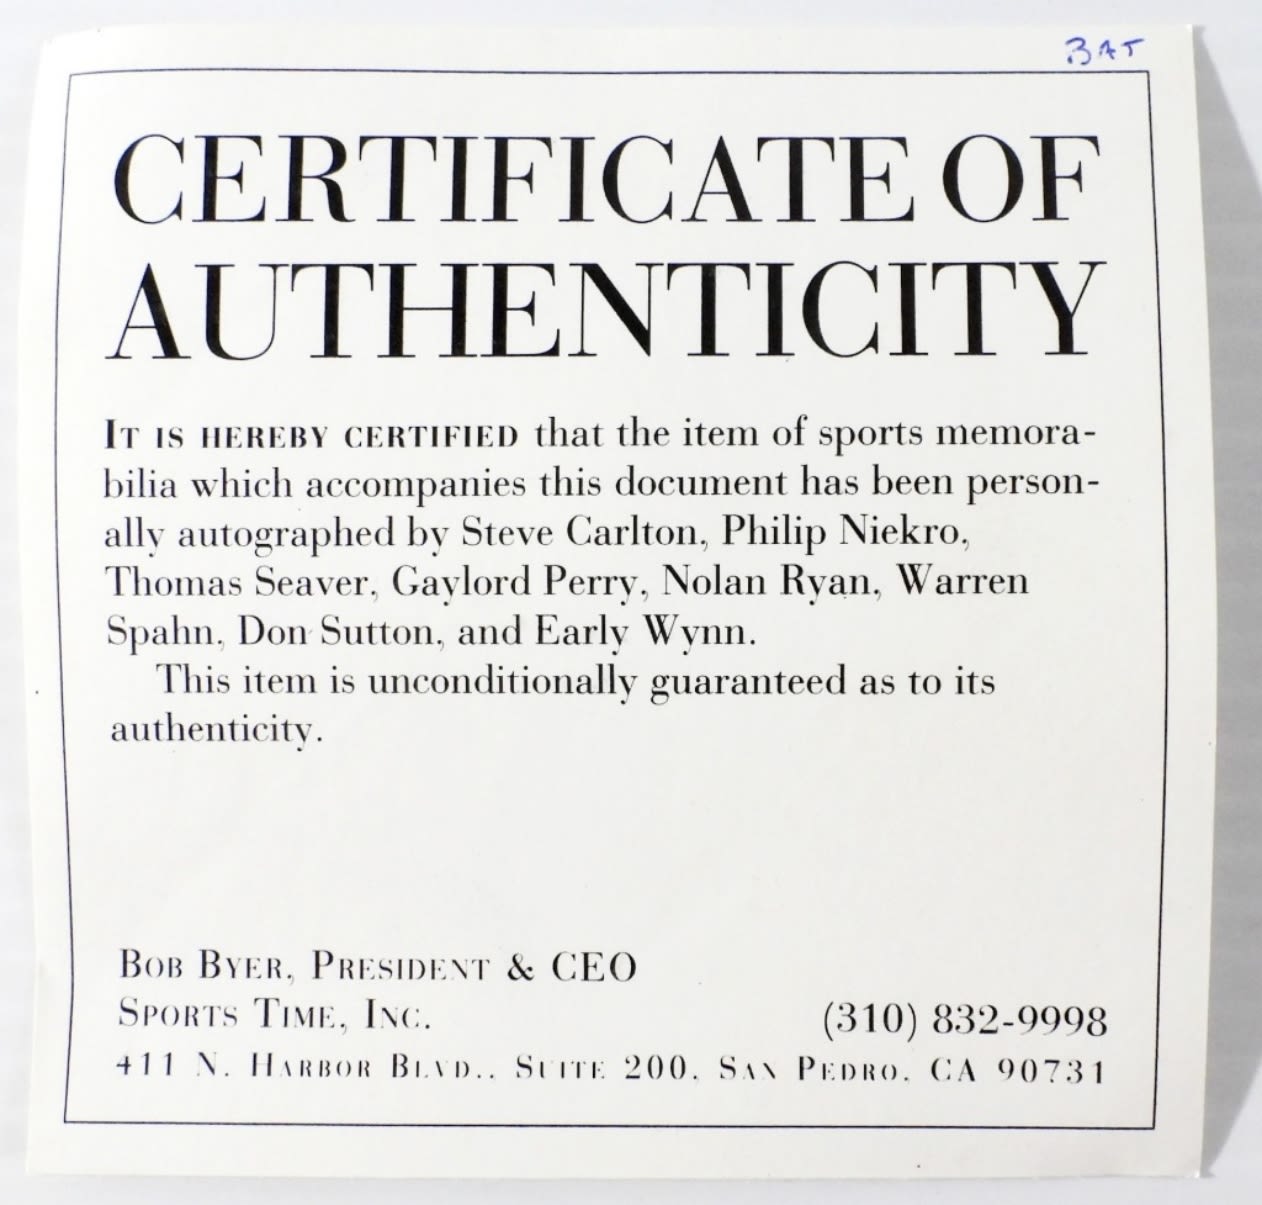 BAT
CERTIFICATE OF
AUTHENTICITY
IT IS HEREBY CERTIFIED that the item of sports memora-
bilia which accompanies this document has been person-
ally autographed by Steve Carlton, Philip Niekro,
Thomas Seaver, Gaylord Perry, Nolan Ryan, Warren
Spahn, Don Sutton, and Early Wynn.
This item is unconditionally guaranteed as to its
authenticity.
BOB BYER, PRESIDENT & CEO
SPORTS TIME, INC. (310) 832-9998
411 N. HARBOR BLVD., SUITE 200, SAN PEDRO, CA 90731